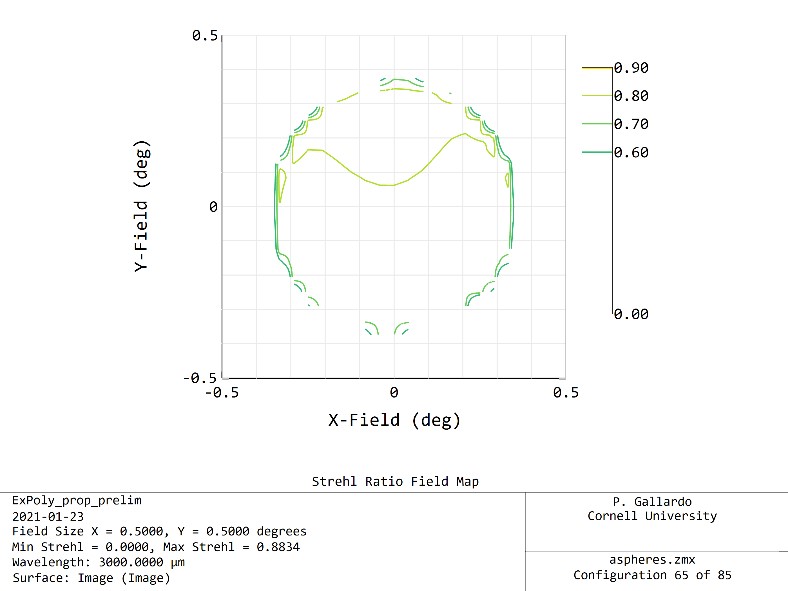 0.5
0
-0.5
-0.5
0
0.5
Y-Field (deg)
X-Field (deg)
0.90
0.80
0.70
0.60
0.00
Strehl Ratio Field Map
ExPoly_prop_prelim
2021-01-23
Field Size X = 0.5000, Y = 0.5000 degrees
Min Strehl = 0.0000, Max Strehl = 0.8834
Wavelength: 3000.0000 µm
Surface: Image (Image)
P. Gallardo
Cornell University
aspheres.zmx
Configuration 65 of 85